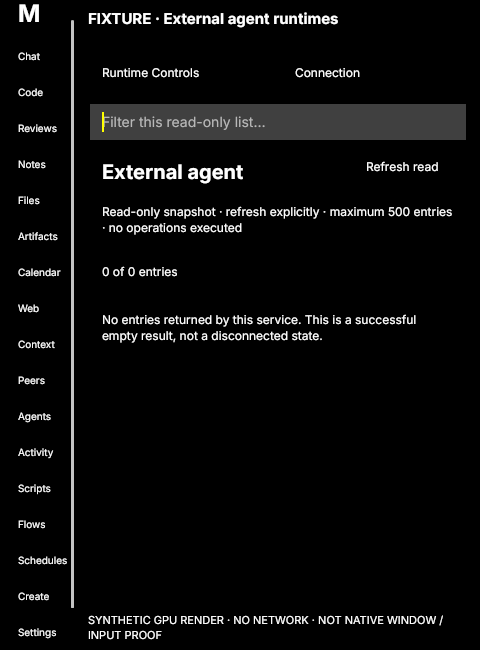 M
Chat
Code
Reviews
Notes
Files
Artifacts
Calendar
Web
Context
Peers
Agents
Activity
Scripts
Flows
Schedules
Create
Settings
FIXTURE · External agent runtimes
Runtime Controls
Connection
Filter this read-only list...
External agent
Refresh read
Read-only snapshot · refresh explicitly · maximum 500 entries
· no operations executed
0 of 0 entries
No entries returned by this service. This is a successful
empty result, not a disconnected state.
SYNTHETIC GPU RENDER · NO NETWORK · NOT NATIVE WINDOW /
INPUT PROOF